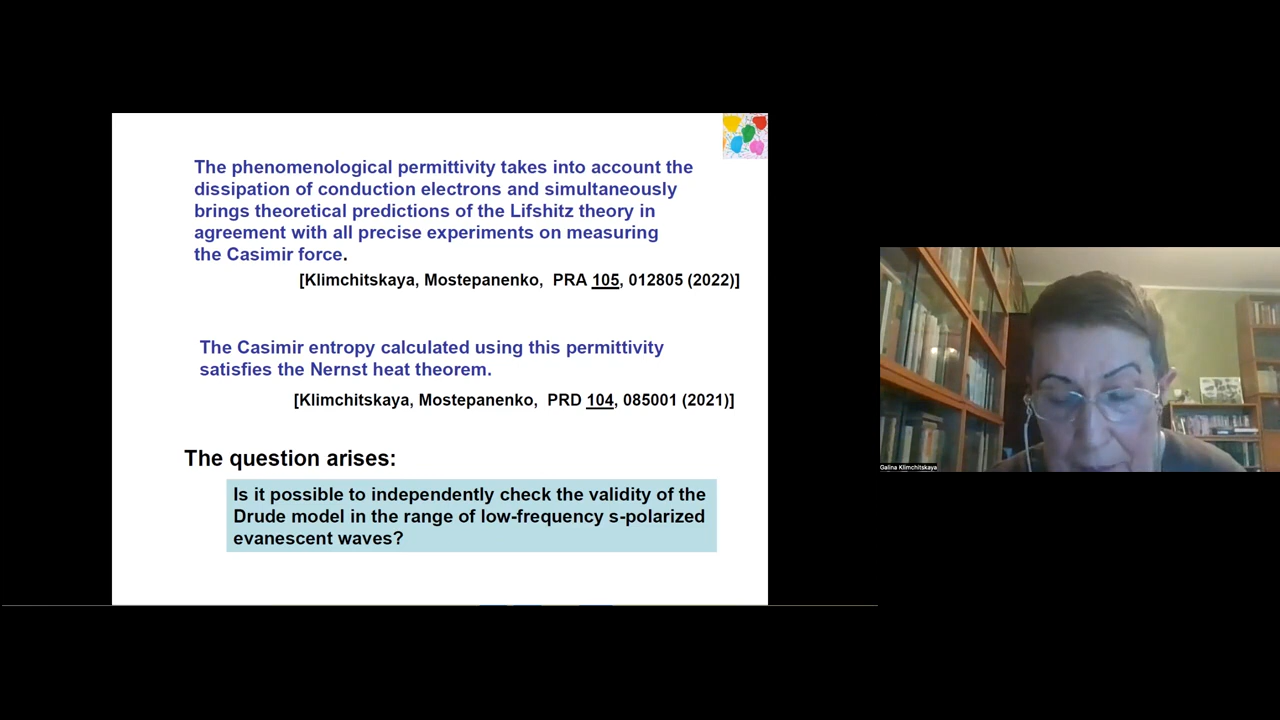 The phenomenological permittivity takes into account the
dissipation of conduction electrons and simultaneously
brings theoretical predictions of the Lifshitz theory in
agreement with all precise experiments on measuring
the Casimir force.
[Klimchitskaya, Mostepanenko, PRA 105, 012805 (2022)]
The Casimir entropy calculated using this permittivity
satisfies the Nernst heat theorem.
[Klimchitskaya, Mostepanenko, PRD 104, 085001 (2021)]
The question arises:
Is it possible to independently check the validity of the
Drude model in the range of low-frequency s-polarized
evanescent waves?
Galina Klimchitskaya